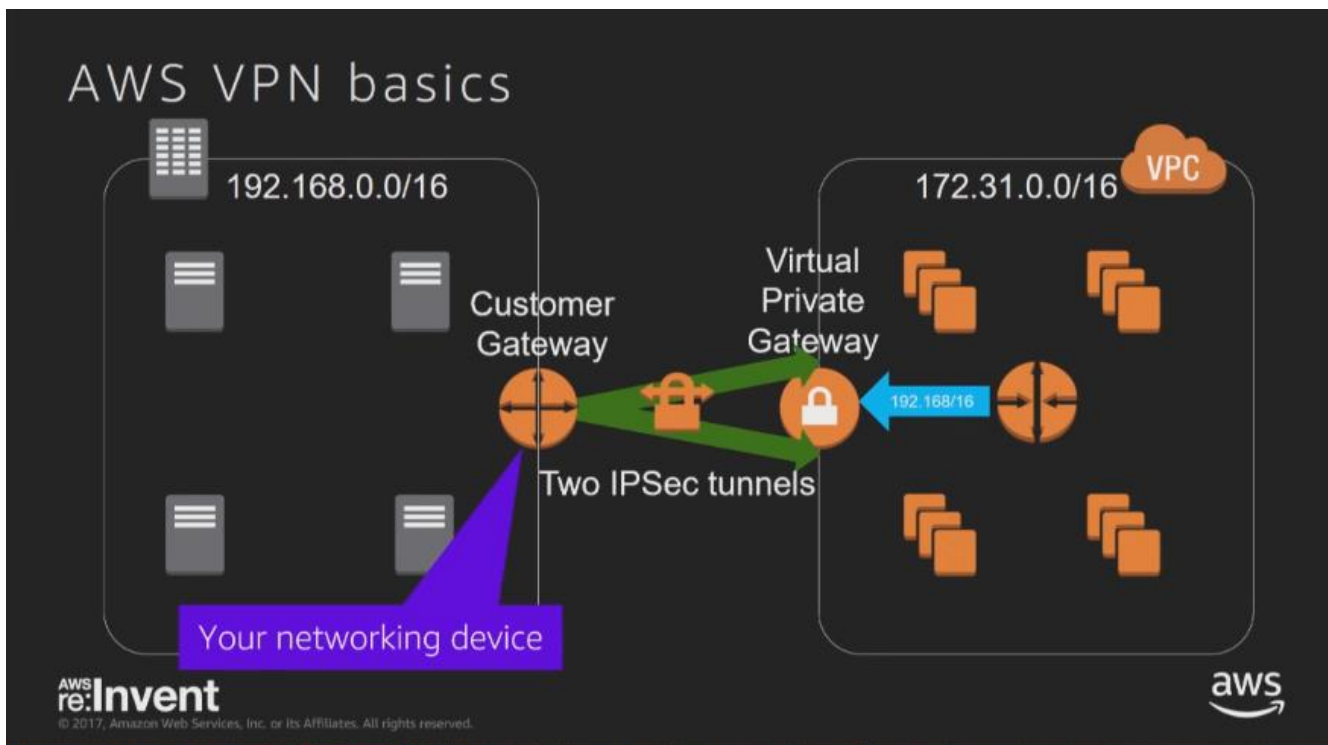 AWS VPN basics
192.168.0.0/16
172.31.0.0/16
VPC
Virtual
Private
Gateway
Customer
Gateway
192.168/16
Two IPSec tunnels
Your networking device
AWS
re:Invent
© 2017, Amazon Web Services, Inc. or its Affiliates. All rights reserved.
aws